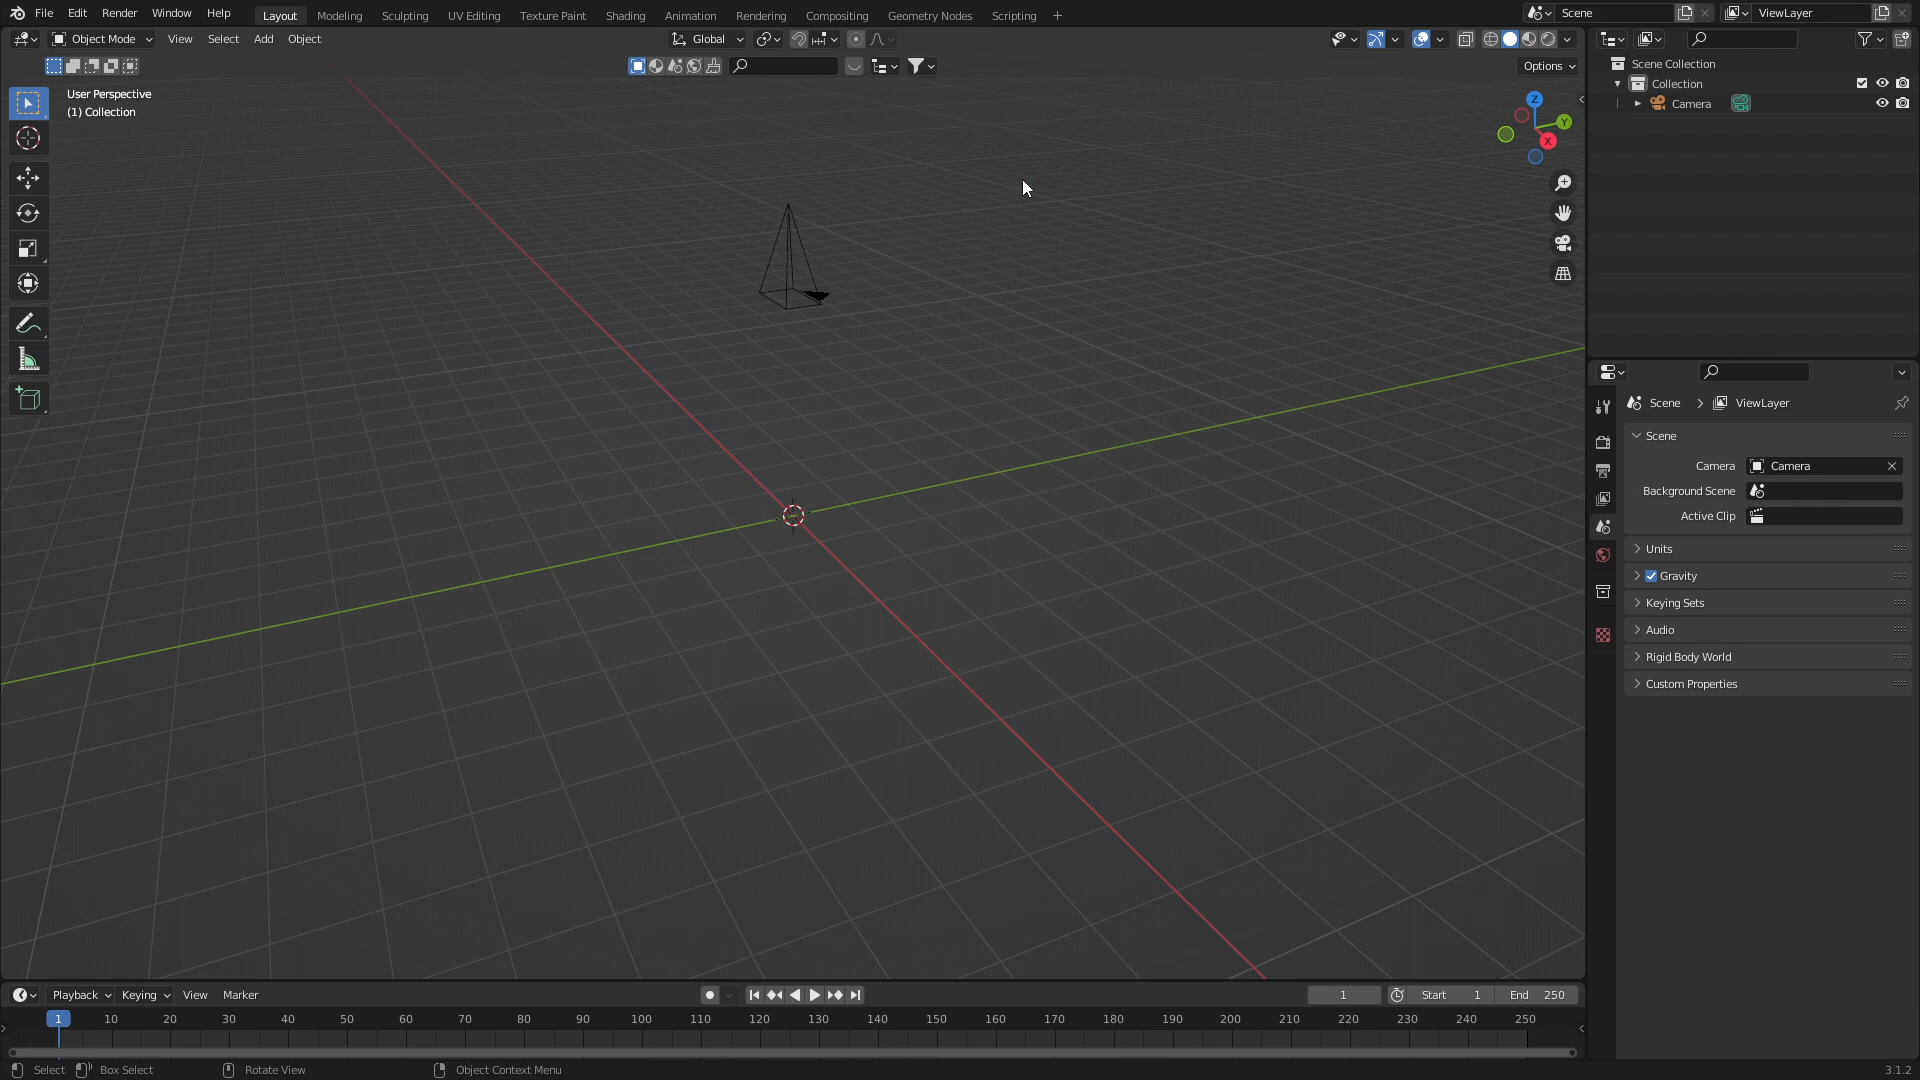 File Edit Render Window Help Layout Modeling Sculpting UV Editing Texture Paint Shading Animation Rendering Compositing Geometry Nodes Scripting + Scene ViewLayer
Object Mode View Select Add Object Global
Options
User Perspective
(1) Collection
Z
Y
X
Scene Collection
Collection
Camera
Scene > ViewLayer
Scene
Camera Camera
Background Scene
Active Clip
Units
Gravity
Keying Sets
Audio
Rigid Body World
Custom Properties
Playback Keying View Marker 1 Start 1 End 250
1 10 20 30 40 50 60 70 80 90 100 110 120 130 140 150 160 170 180 190 200 210 220 230 240 250
Select Box Select Rotate View Object Context Menu 3.1.2